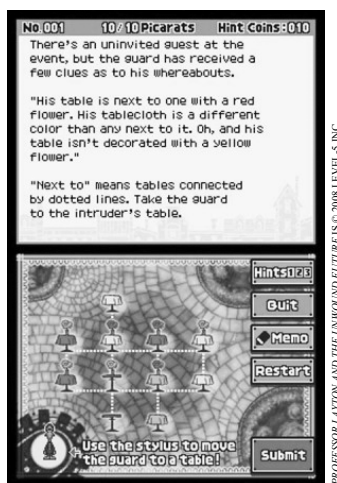 No.001 10/10 Picarats Hint Coins:010
There's an uninvited guest at the
event, but the guard has received a
few clues as to his whereabouts.
"His table is next to one with a red
flower. His tablecloth is a different
color than any next to it. Oh, and his
table isn't decorated with a yellow
flower."
"Next to" means tables connected
by dotted lines. Take the guard
to the intruder's table.
Hints123
Quit
Memo
Restart
Use the stylus to move
the guard to a table!
Submit
PROFESSOR LAYTON AND THE UNWOUND FUTURE IS © 2008 LEVEL-5 INC.